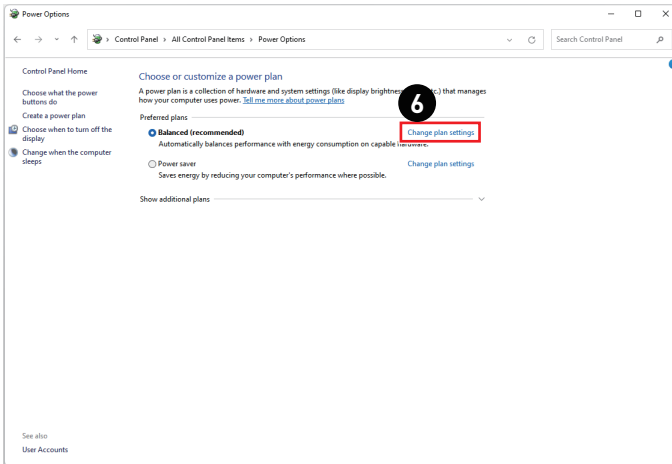 Power Options
Control Panel > All Control Panel Items > Power Options
Search Control Panel
Control Panel Home
Choose what the power
buttons do
Create a power plan
Choose when to turn off the
display
Change when the computer
sleeps
Choose or customize a power plan
A power plan is a collection of hardware and system settings (like display brightness, etc.) that manages
how your computer uses power. Tell me more about power plans
Preferred plans
6
Balanced (recommended)
Change plan settings
Automatically balances performance with energy consumption on capable hardware.
Power saver
Change plan settings
Saves energy by reducing your computer's performance where possible.
Show additional plans
See also
User Accounts